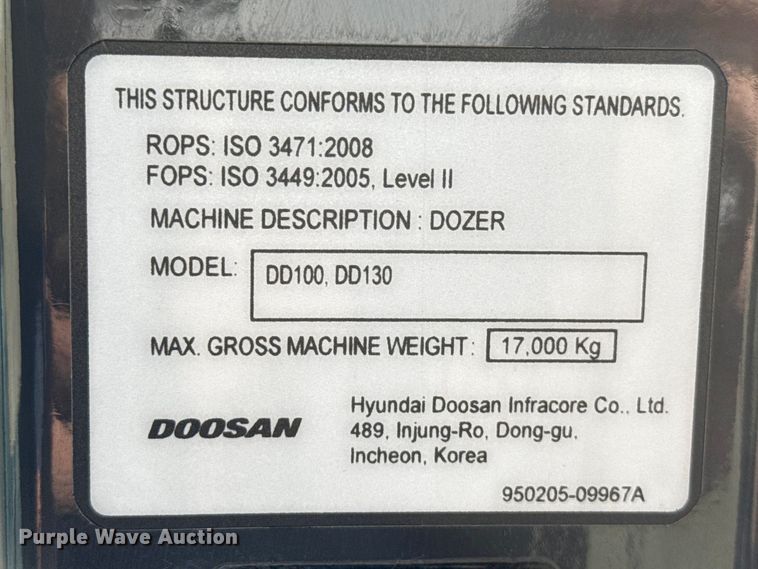 THIS STRUCTURE CONFORMS TO THE FOLLOWING STANDARDS.
ROPS: ISO 3471:2008
FOPS: ISO 3449:2005, Level II
MACHINE DESCRIPTION : DOZER
MODEL: DD100, DD130
MAX. GROSS MACHINE WEIGHT : 17,000 Kg
DOOSAN
Hyundai Doosan Infracore Co., Ltd.
489, Injung-Ro, Dong-gu,
Incheon, Korea
950205-09967A
Purple Wave Auction